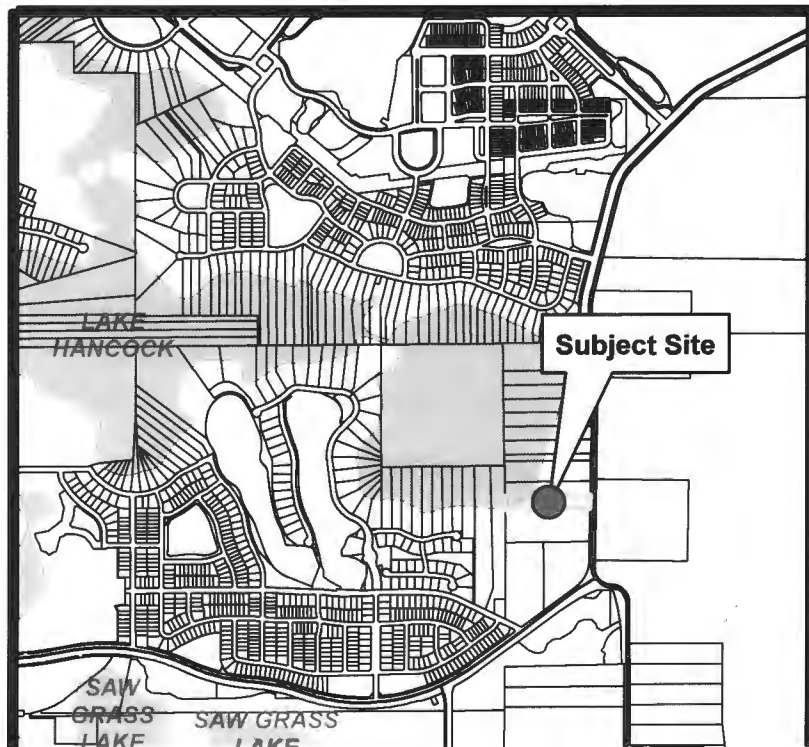 LAKE
HANCOCK
Subject Site
SAW
GRASS
LAKE
SAW GRASS
LAKE